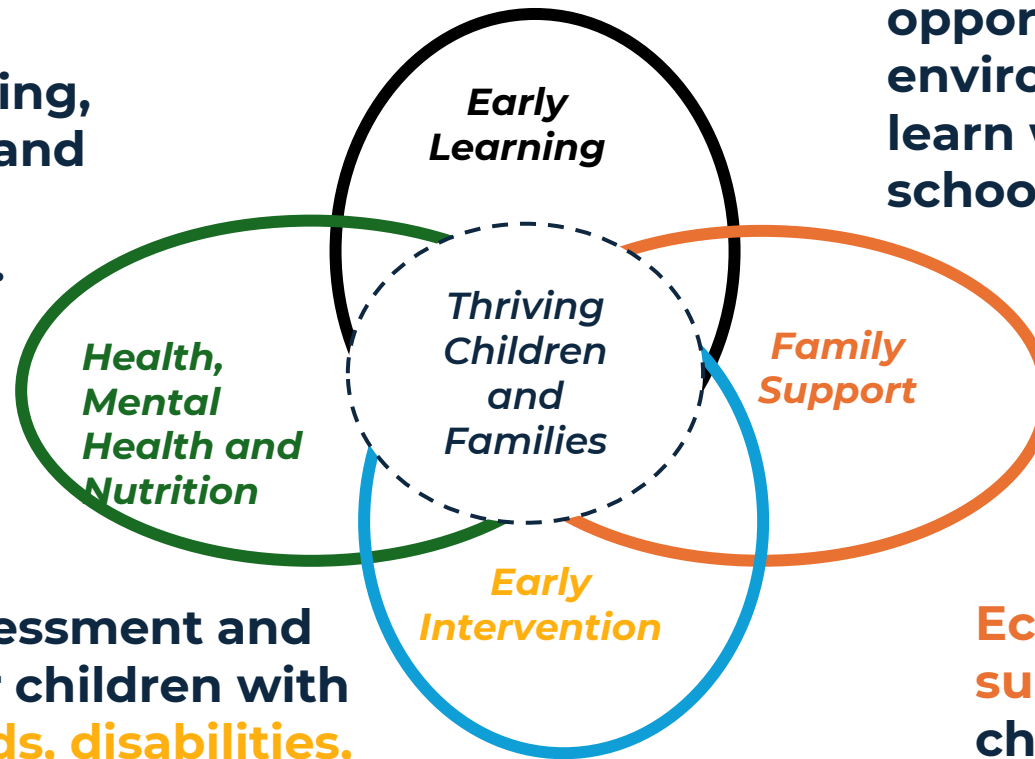 oppor
enviro
learn
schoo
ing,
and
.
Early
Learning
Thriving
Children
and
Families
Health,
Mental
Health and
Nutrition
Family
Support
Early
Intervention
essment and
r children with
ds. disabilities.
Ec
su
ch